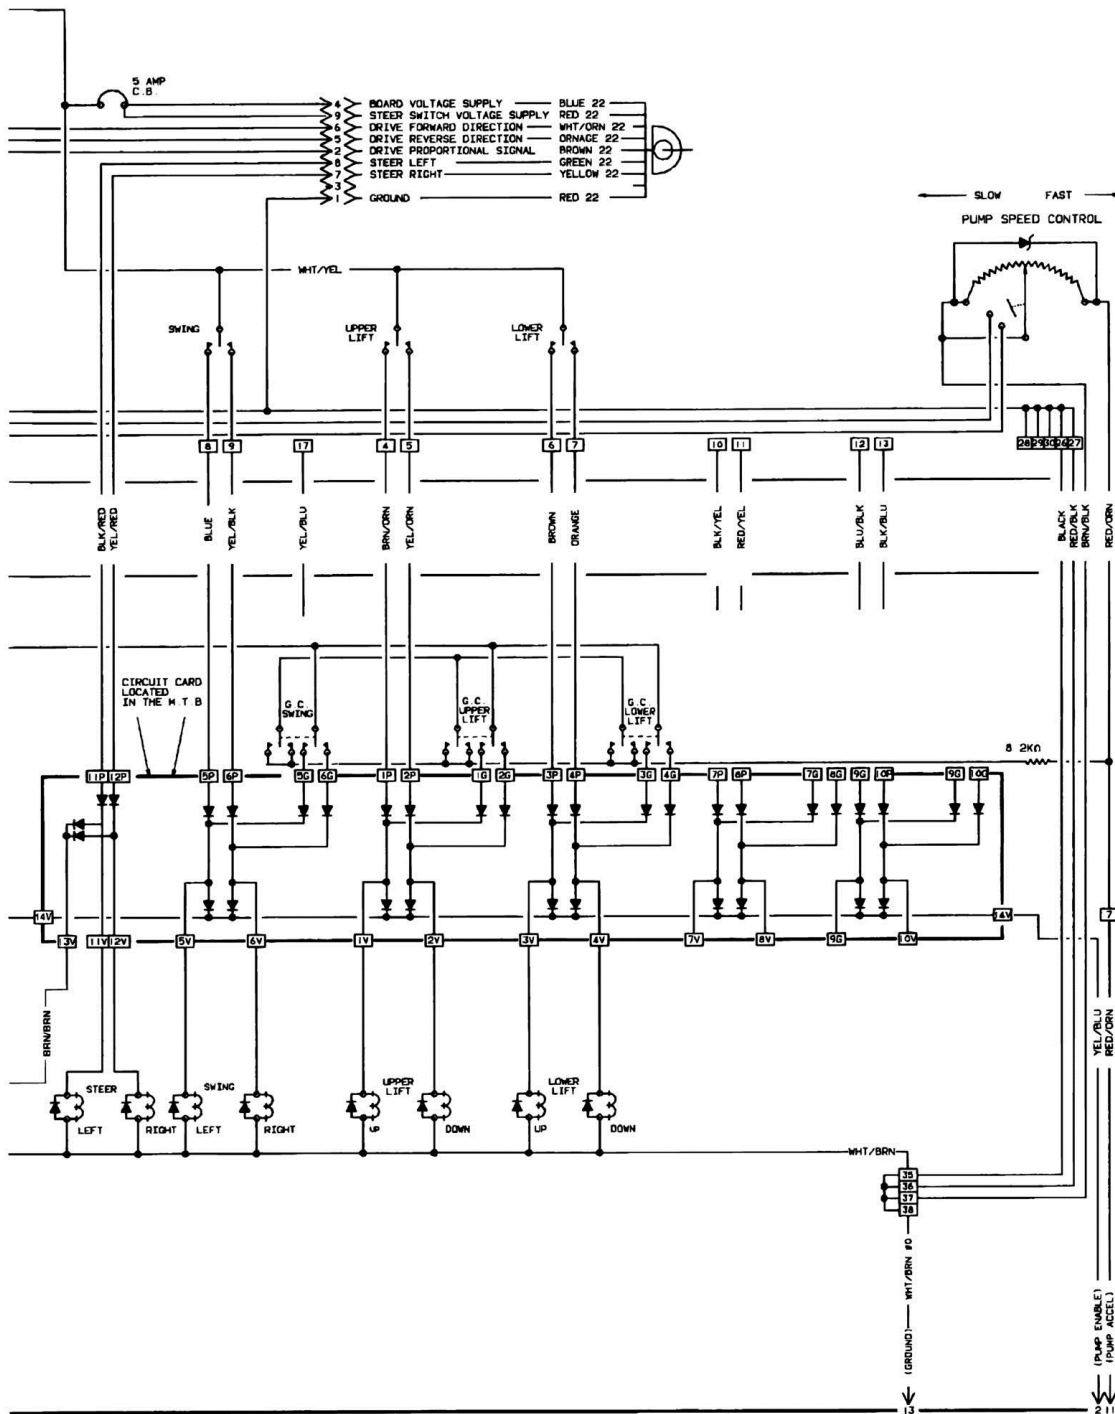 5 AMP
C.B.
4 BOARD VOLTAGE SUPPLY BLUE 22
9 STEER SWITCH VOLTAGE SUPPLY RED 22
6 DRIVE FORWARD DIRECTION WHT/ORN 22
5 DRIVE REVERSE DIRECTION ORNAGE 22
2 DRIVE PROPORTIONAL SIGNAL BROWN 22
8 STEER LEFT GREEN 22
7 STEER RIGHT YELLOW 22
3
1 GROUND RED 22
SLOW FAST
PUMP SPEED CONTROL
WHT/YEL
SWING
UPPER
LIFT
LOWER
LIFT
8 9 17 4 5 6 7 10 11 12 13 28 29 30 26 27
BLK/RED
YEL/RED
BLUE
YEL/BLK
YEL/BLU
BRN/ORN
YEL/ORN
BROWN
ORANGE
BLK/YEL
RED/YEL
BLU/BLK
BLK/BLU
BLACK
RED/BLK
BRN/BLK
RED/ORN
CIRCUIT CARD
LOCATED
IN THE M.T.B
G.C.
SWING
G.C.
UPPER
LIFT
G.C.
LOWER
LIFT
8 2KΩ
11P 12P 5P 6P 5G 6G 1P 2P 1G 2G 3P 4P 3G 4G 7P 8P 7G 8G 9G 10P 9G 10G
14V 14V 7
13V 11V 12V 5V 6V 1V 2V 3V 4V 7V 8V 9G 10V
BRN/BRN
YEL/BLU
RED/ORN
STEER
LEFT RIGHT
SWING
LEFT RIGHT
UPPER
LIFT
UP DOWN
LOWER
LIFT
UP DOWN
WHT/BRN
35
36
37
38
(GROUND) WHT/BRN #0
(PUMP ENABLE)
(PUMP ACCEL)
13 2 11